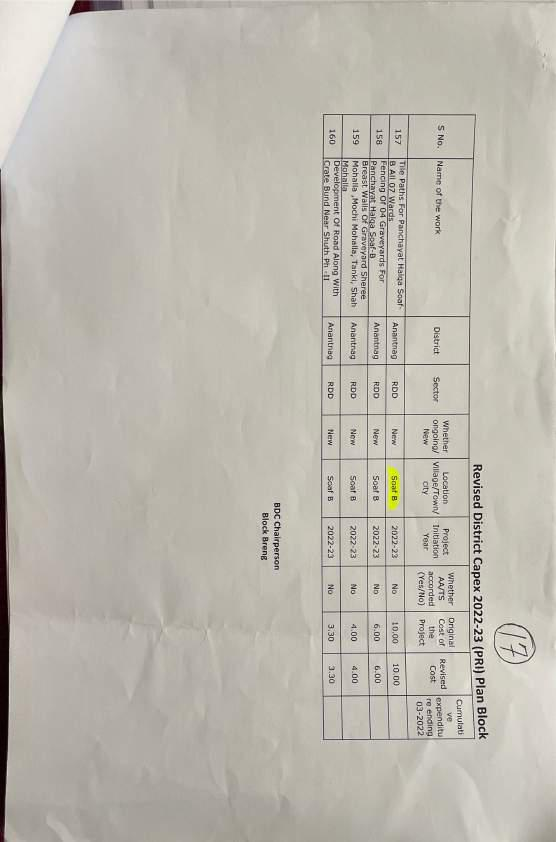 17
Revised District Capex 2022-23 (PRI) Plan Block
S No. Name of the work District Sector Whether ongoing/ New Location Village/Town/ city Project Initiation Year Whether AA/TS accorded (Yes/No) Original Cost of the Project Revised Cost Cumulati ve expenditu re ending 03-2022
157 Tile Paths For Panchayat Halqa Soaf- B All 07 Wards Anantnag RDD New Soaf B 2022-23 No 10.00 10.00
158 Fencing Of 04 Graveyards For Panchayat Halqa Soaf-B Anantnag RDD New Soaf B 2022-23 No 6.00 6.00
159 Breast Walls Of Graveyard Sheree Mohalla ,Mochi Mohalla, Tanki, Shah Mohalla Anantnag RDD New Soaf B 2022-23 No 4.00 4.00
160 Development Of Road Along With Crate Bund Near Shuth Ph -II Anantnag RDD New Soaf B 2022-23 No 3.30 3.30
BDC Chairperson
Block Breng